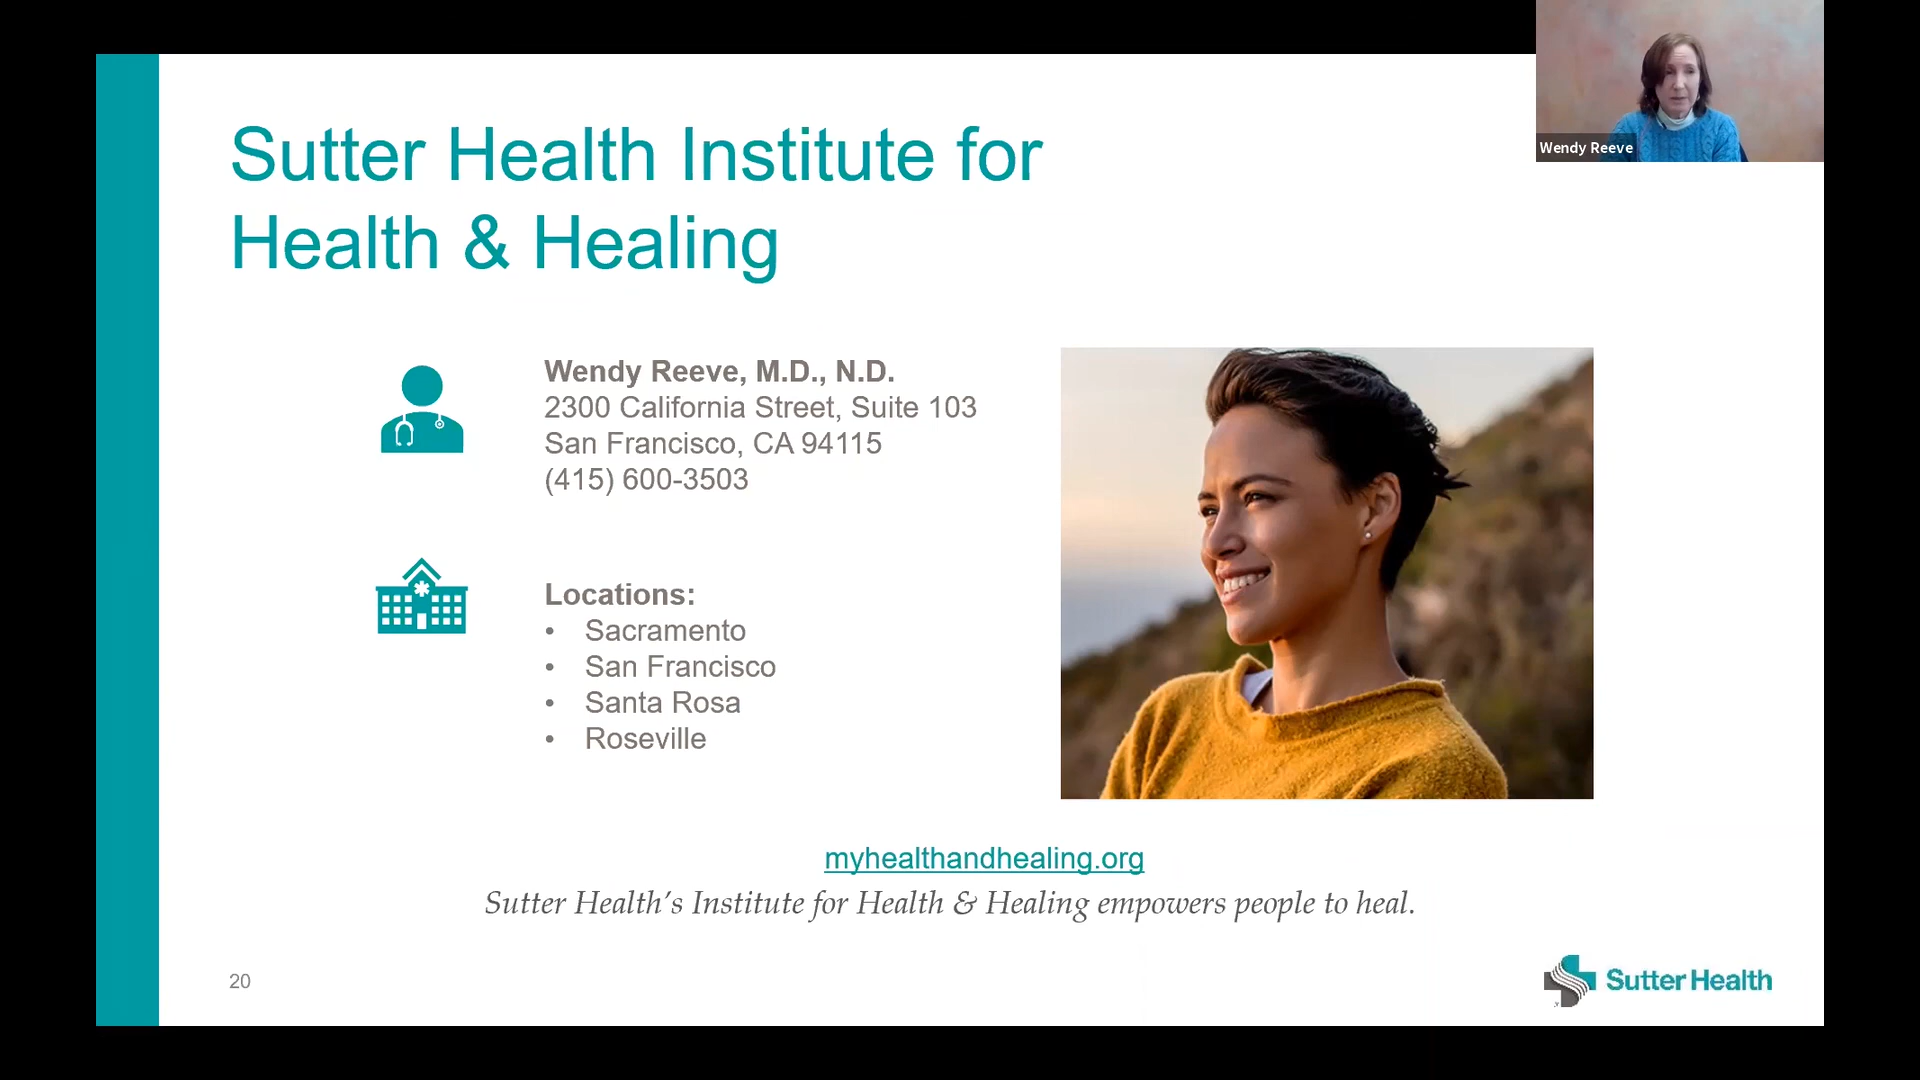 Sutter Health Institute for
Health & Healing
Wendy Reeve
Wendy Reeve, M.D., N.D.
2300 California Street, Suite 103
San Francisco, CA 94115
(415) 600-3503
Locations:
• Sacramento
• San Francisco
• Santa Rosa
• Roseville
myhealthandhealing.org
Sutter Health’s Institute for Health & Healing empowers people to heal.
20
Sutter Health